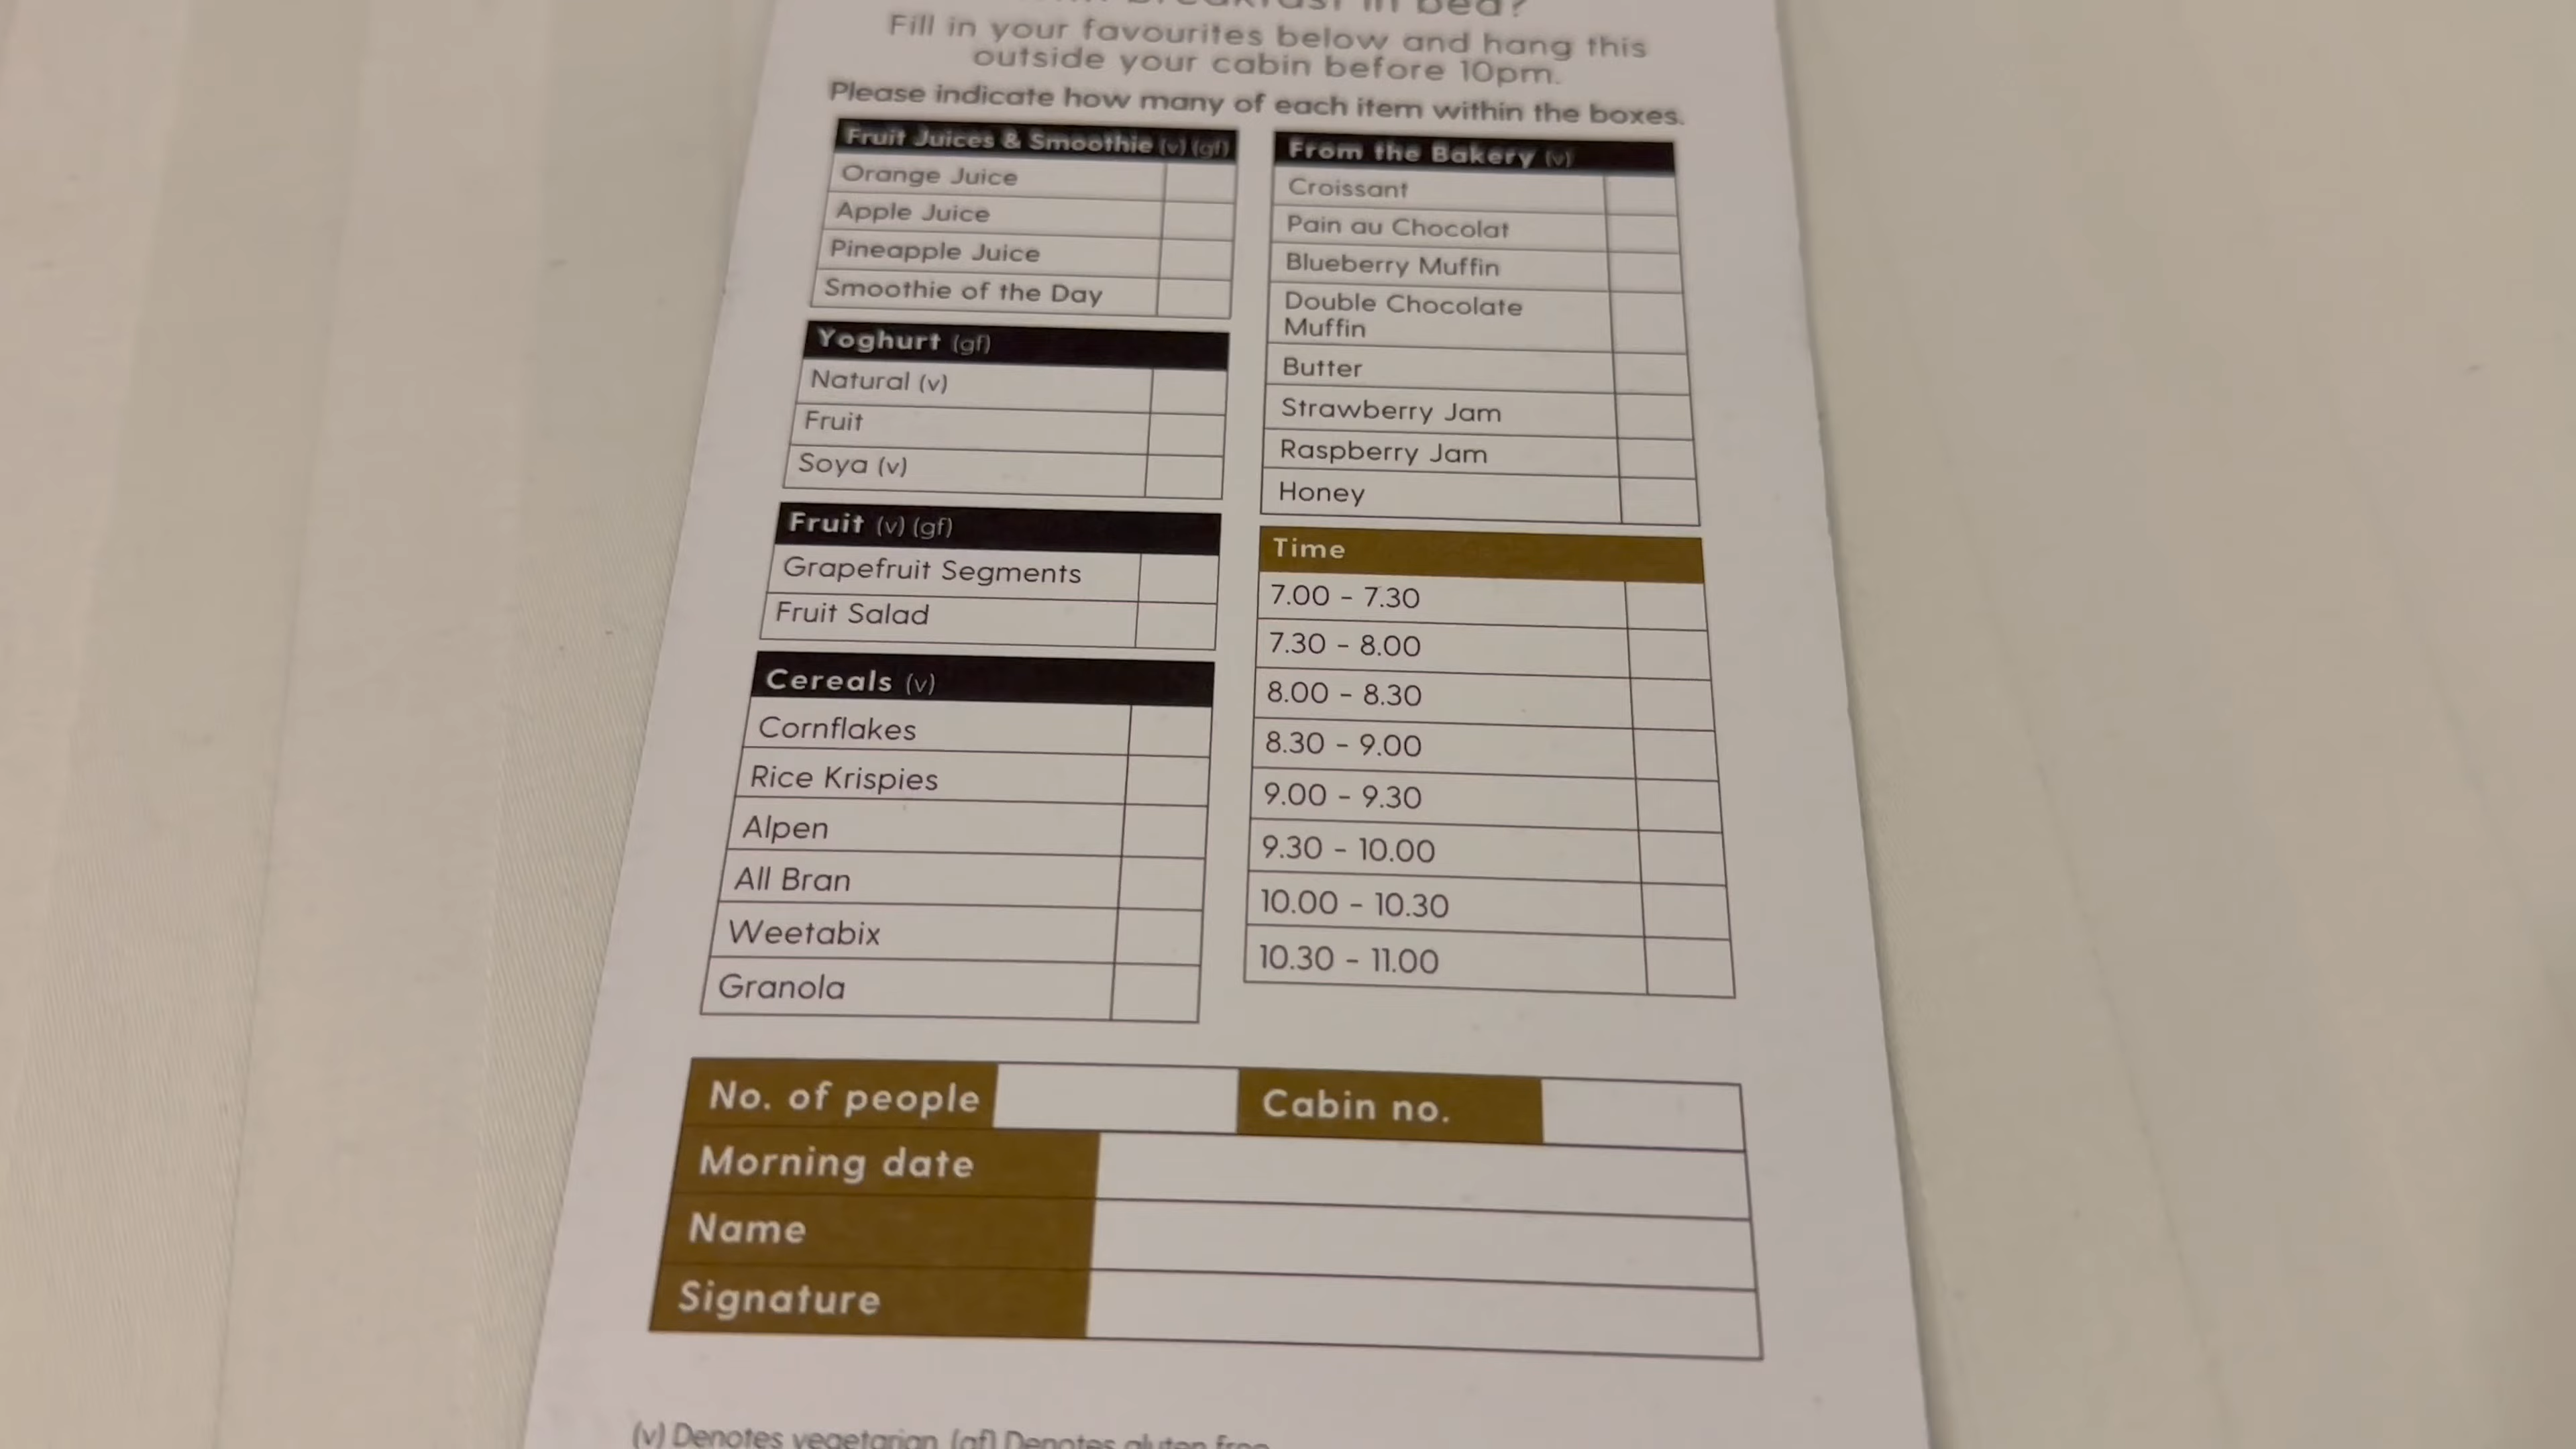 breakfast in bed?
Fill in your favourites below and hang this
outside your cabin before 10pm.
Please indicate how many of each item within the boxes.
Fruit Juices & Smoothie (v) (gf)
Orange Juice
Apple Juice
Pineapple Juice
Smoothie of the Day
Yoghurt (gf)
Natural (v)
Fruit
Soya (v)
Fruit (v) (gf)
Grapefruit Segments
Fruit Salad
Cereals (v)
Cornflakes
Rice Krispies
Alpen
All Bran
Weetabix
Granola
From the Bakery (v)
Croissant
Pain au Chocolat
Blueberry Muffin
Double Chocolate
Muffin
Butter
Strawberry Jam
Raspberry Jam
Honey
Time
7.00 - 7.30
7.30 - 8.00
8.00 - 8.30
8.30 - 9.00
9.00 - 9.30
9.30 - 10.00
10.00 - 10.30
10.30 - 11.00
No. of people
Cabin no.
Morning date
Name
Signature
(v) Denotes vegetarian (gf) Denotes gluten free